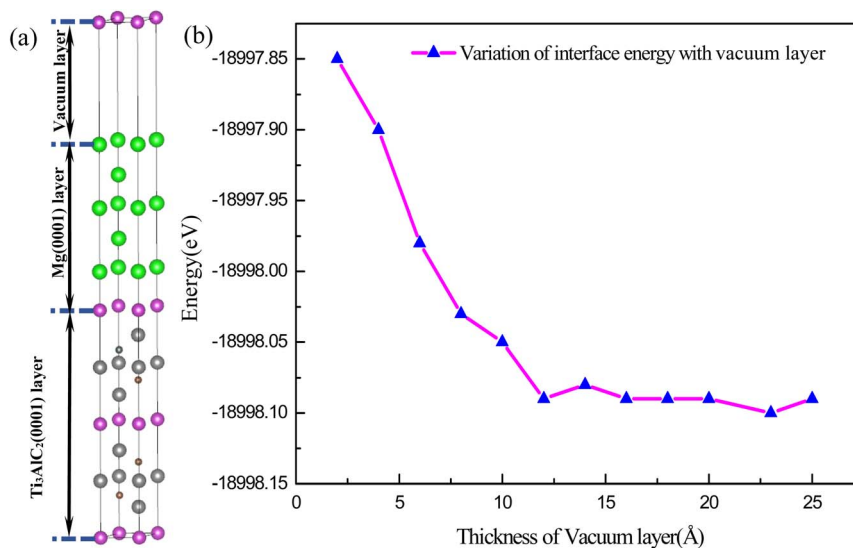 (a)
Vacuum layer
Mg(0001) layer
Ti₃AlC₂(0001) layer
(b)
Variation of interface energy with vacuum layer
Energy(eV)
-18997.85
-18997.90
-18997.95
-18998.00
-18998.05
-18998.10
-18998.15
0 5 10 15 20 25
Thickness of Vacuum layer(Å)